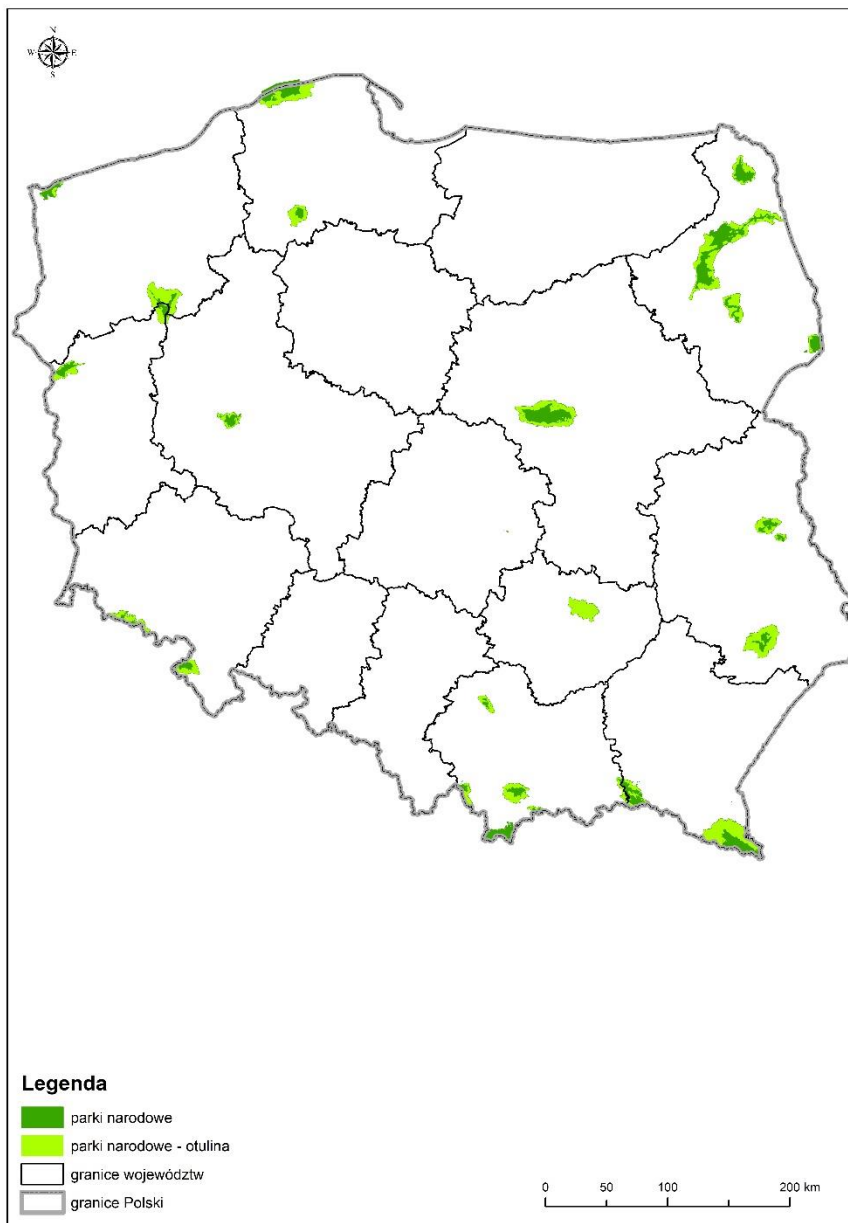 N
W E
S
Legenda
parki narodowe
parki narodowe - otulina
granice województw
granice Polski
0 50 100 200 km